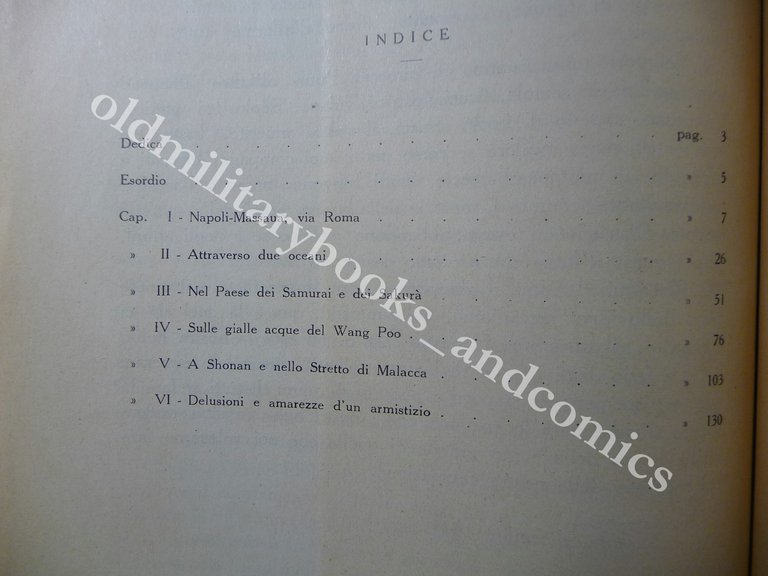 INDICE
Dedica . . . . . . . . . . . . pag. 3
Esordio . . . . . . . . . . . . » 5
Cap. I - Napoli-Massaua, via Roma . . . . . . . . » 7
» II - Attraverso due oceani . . . . . . . . . » 26
» III - Nel Paese dei Samurai e dei Sakurà . . . . . . » 51
» IV - Sulle gialle acque del Wang Poo . . . . . . . » 76
» V - A Shonan e nello Stretto di Malacca . . . . . . » 103
» VI - Delusioni e amarezze d'un armistizio . . . . . . » 130
oldmilitarybooks_andcomics